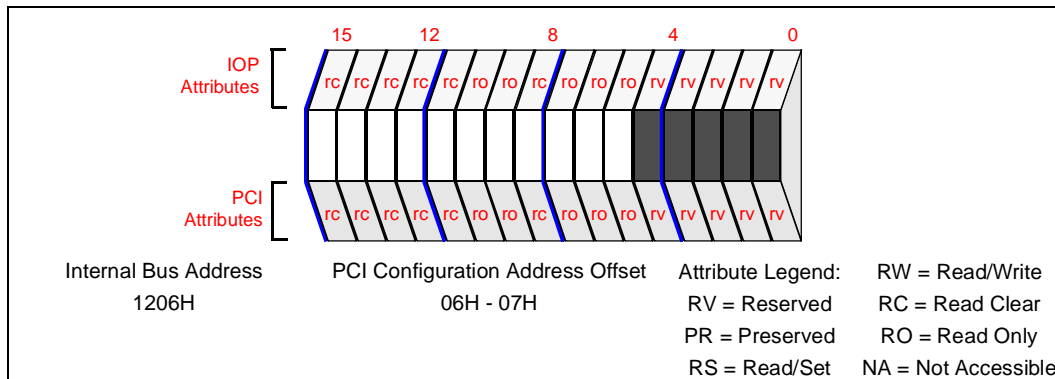 15 12 8 4 0
IOP
Attributes
rc rc rc rc rc ro ro rc ro ro ro rv rv rv rv rv
PCI
Attributes
rc rc rc rc rc ro ro rc ro ro ro rv rv rv rv rv
Internal Bus Address
1206H
PCI Configuration Address Offset
06H - 07H
Attribute Legend:
RV = Reserved
PR = Preserved
RS = Read/Set
RW = Read/Write
RC = Read Clear
RO = Read Only
NA = Not Accessible